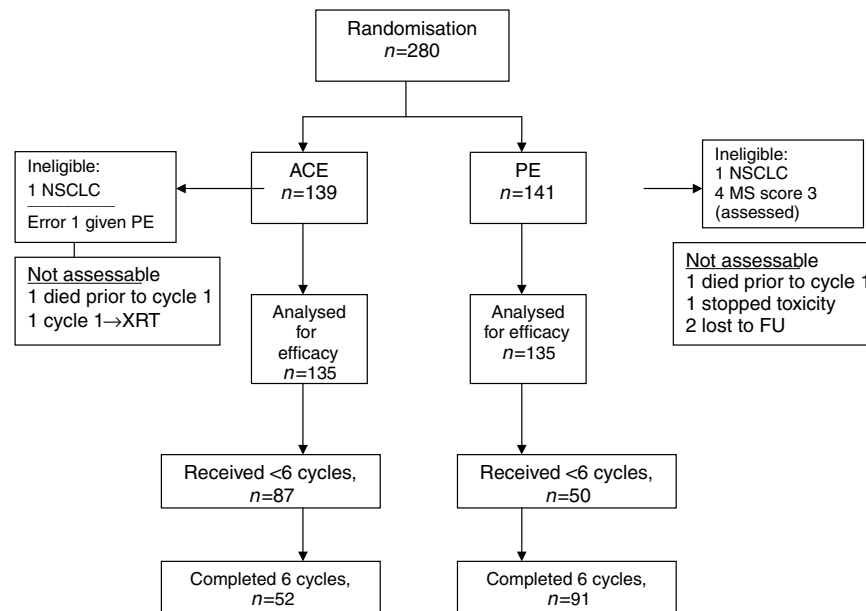 Randomisation
n=280
Ineligible:
1 NSCLC
Error 1 given PE
ACE
n=139
PE
n=141
Ineligible:
1 NSCLC
4 MS score 3
(assessed)
Not assessable
1 died prior to cycle 1
1 cycle 1→XRT
Analysed
for
efficacy
n=135
Analysed
for efficacy
n=135
Not assessable
1 died prior to cycle 1
1 stopped toxicity
2 lost to FU
Received <6 cycles,
n=87
Received <6 cycles,
n=50
Completed 6 cycles,
n=52
Completed 6 cycles,
n=91